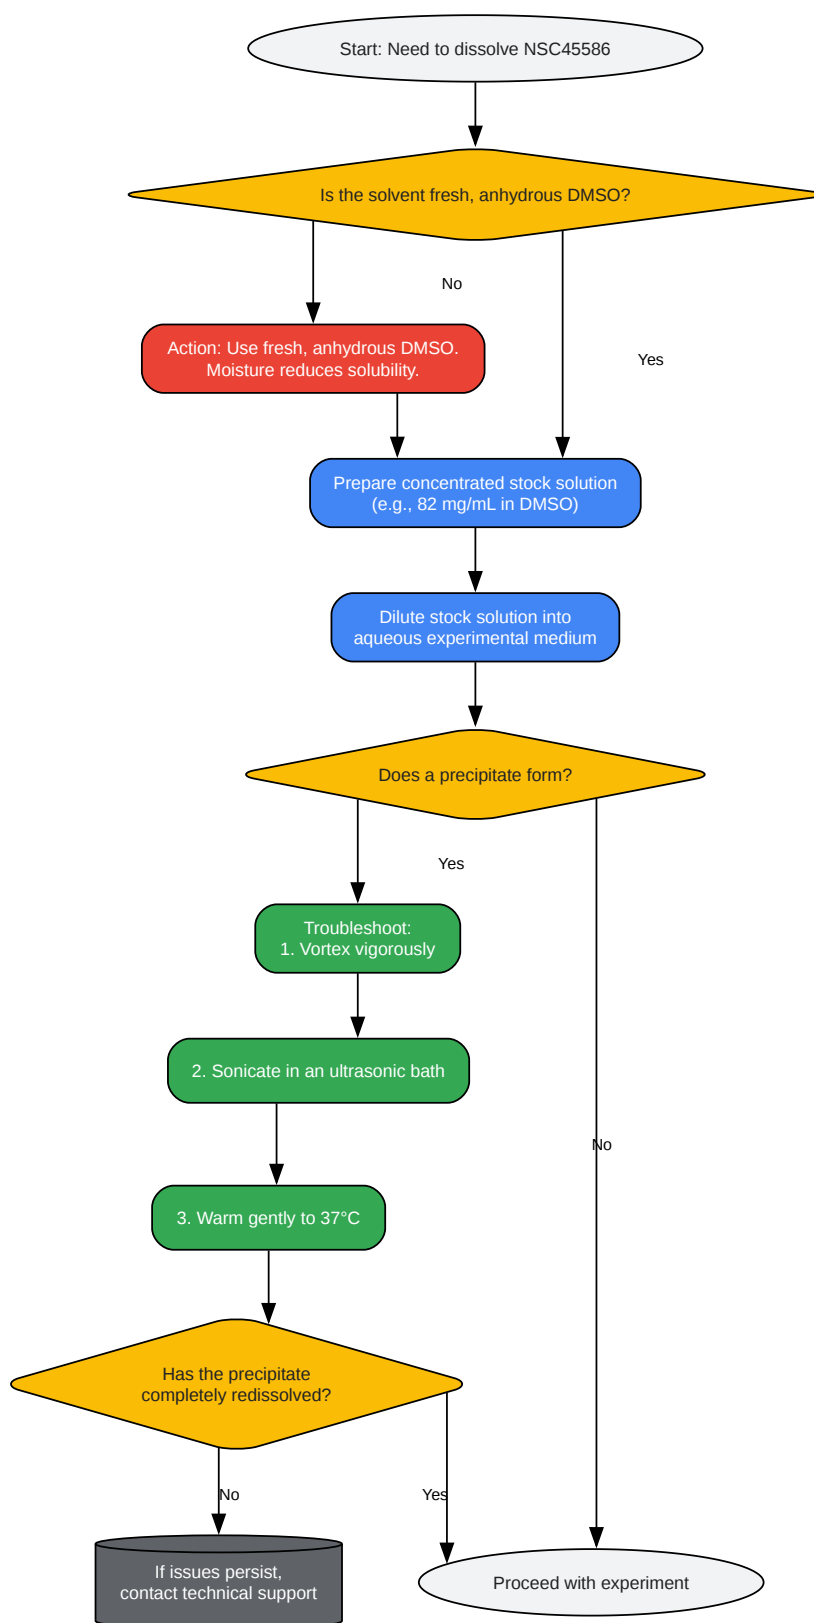 Start: Need to dissolve NSC45586
Is the solvent fresh, anhydrous DMSO?
No
Action: Use fresh, anhydrous DMSO.
Moisture reduces solubility.
Yes
Prepare concentrated stock solution
(e.g., 82 mg/mL in DMSO)
Dilute stock solution into
aqueous experimental medium
Does a precipitate form?
Yes
Troubleshoot:
1. Vortex vigorously
2. Sonicate in an ultrasonic bath
No
3. Warm gently to 37°C
Has the precipitate
completely redissolved?
No
Yes
If issues persist,
contact technical support
Proceed with experiment